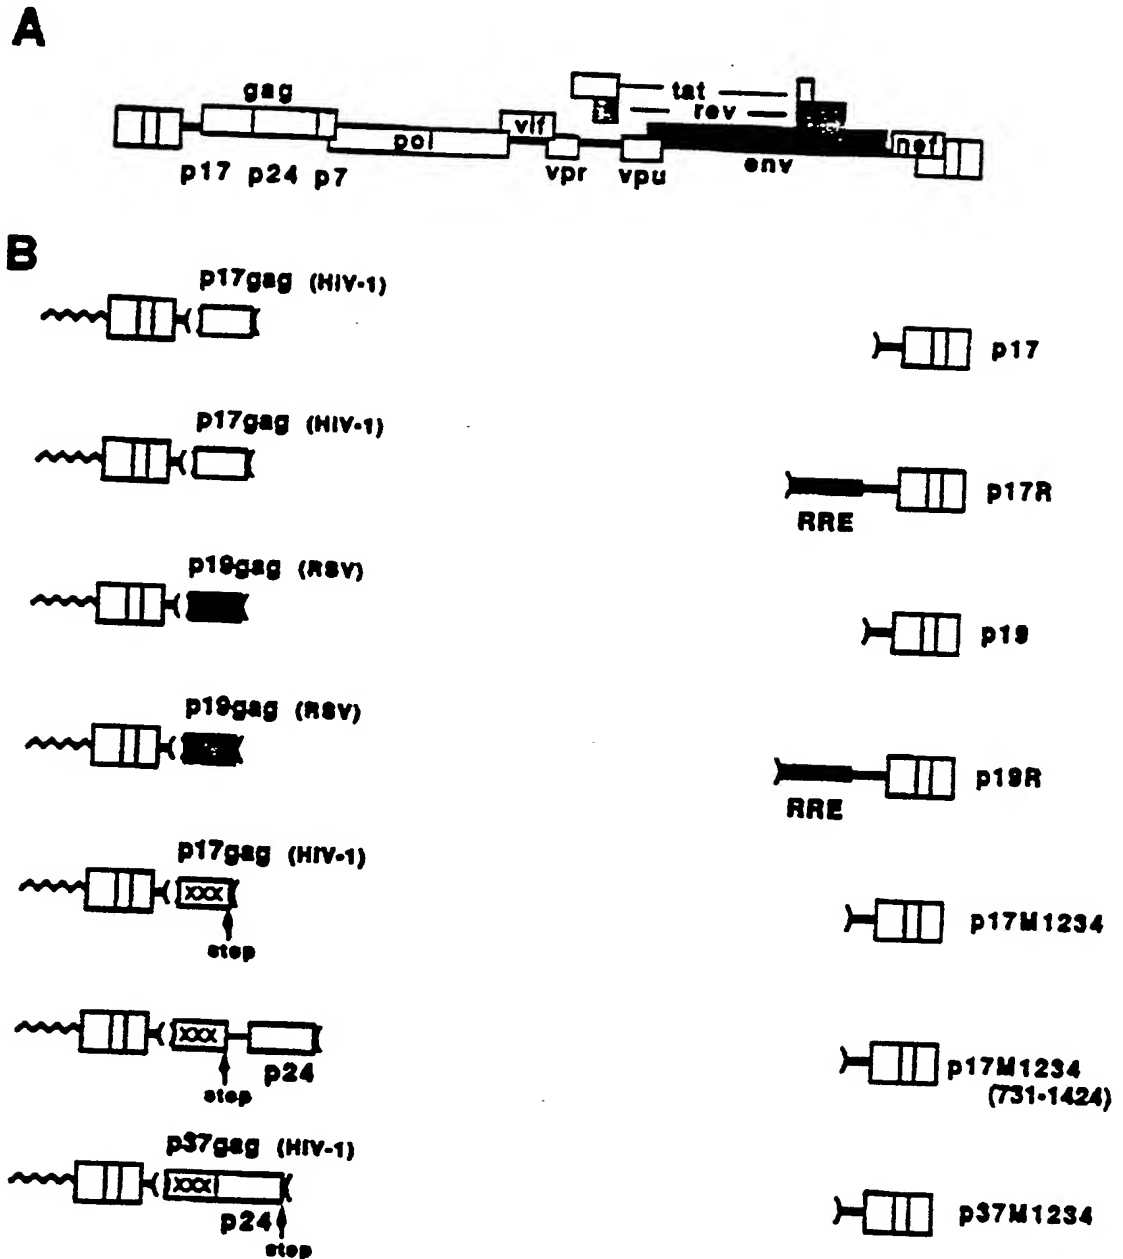 A
gag
tat
rev
vif
pol
nef
env
p17 p24 p7
vpr
vpu
B
p17gag (HIV-1)
p17
p17gag (HIV-1)
p17R
RRE
p19gag (RSV)
p19
p19gag (RSV)
p19R
RRE
p17gag (HIV-1)
XXX
stop
p17M1234
XXX
p24
stop
p17M1234
(731-1424)
p37gag (HIV-1)
XXX
p24
stop
p37M1234